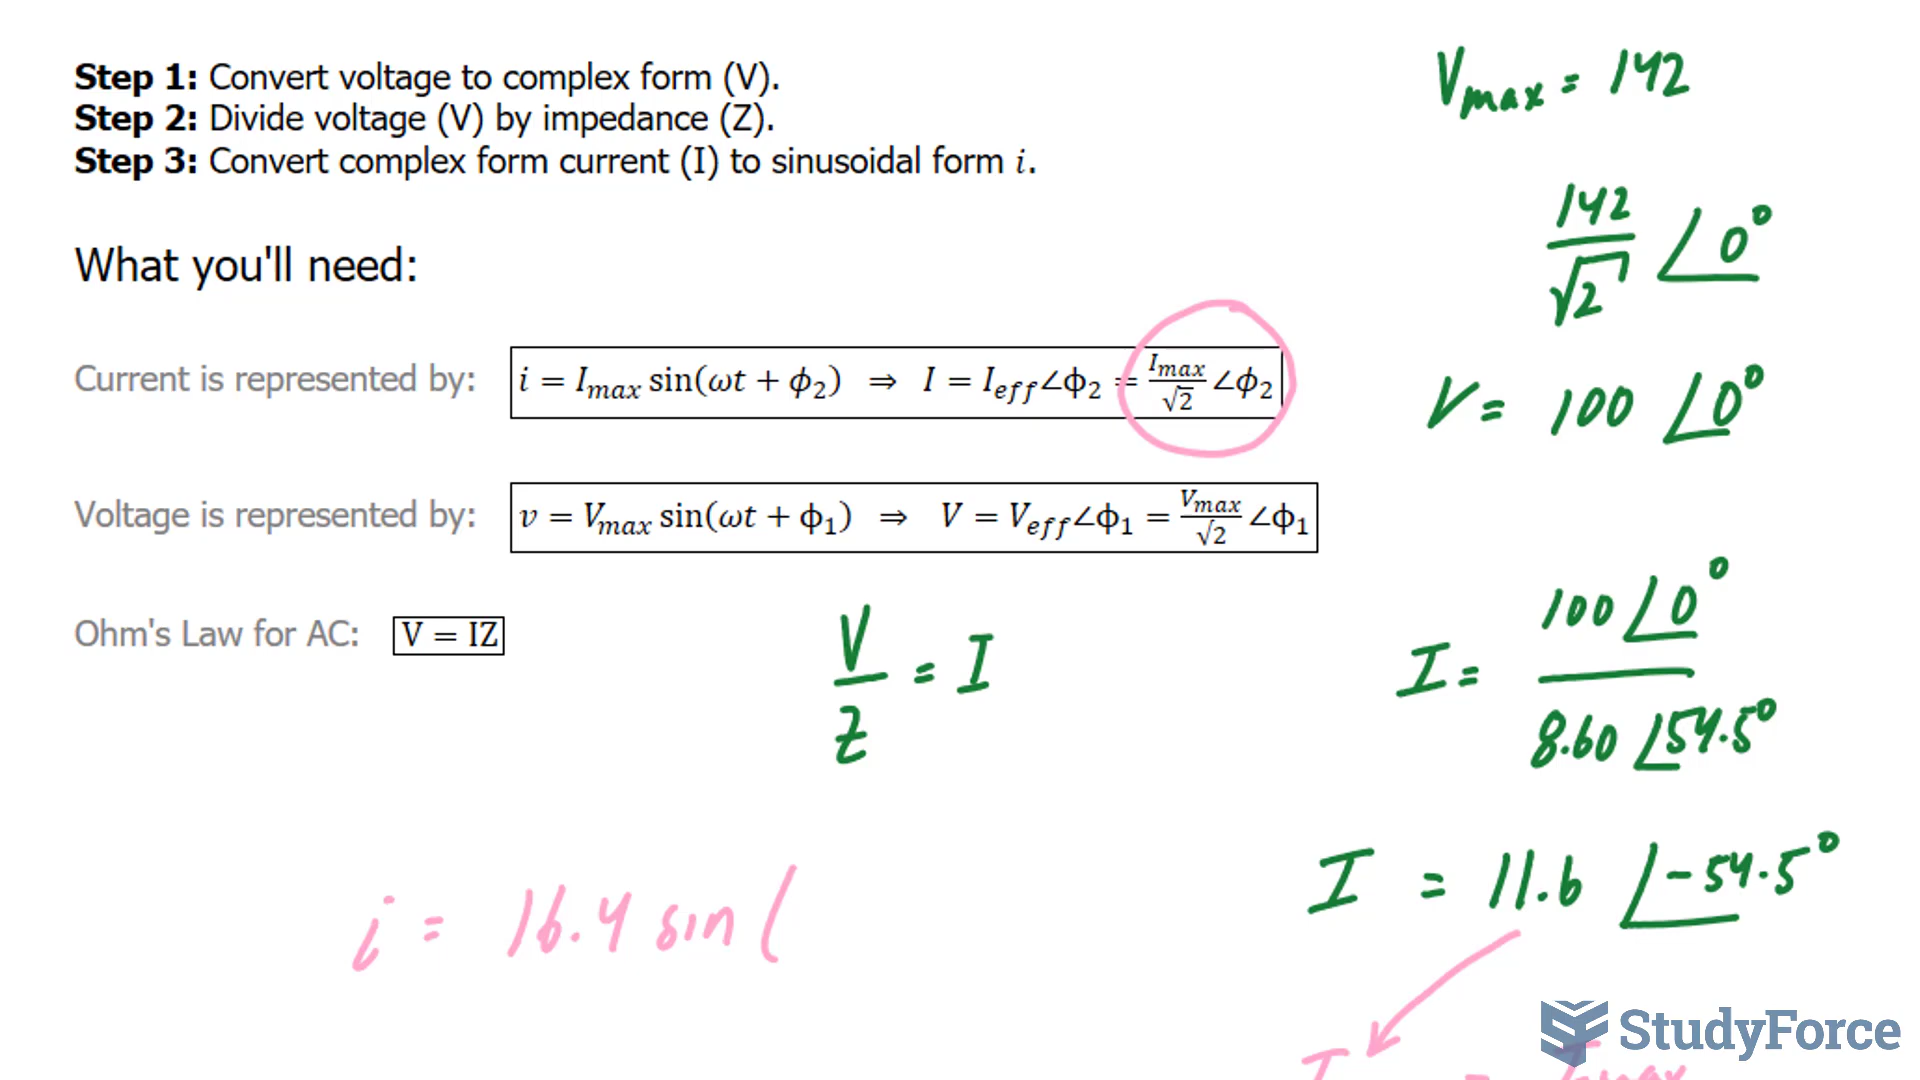 Step 1: Convert voltage to complex form (V).
Step 2: Divide voltage (V) by impedance (Z).
Step 3: Convert complex form current (I) to sinusoidal form i.
What you'll need:
Current is represented by: i = Imax sin(ωt + ϕ2) ⇒ I = Ieff∠ϕ2 = Imax/√2 ∠ϕ2
Voltage is represented by: v = Vmax sin(ωt + ϕ1) ⇒ V = Veff∠ϕ1 = Vmax/√2 ∠ϕ1
Ohm's Law for AC: V = IZ
V/Z = I
i = 16.4 sin(
Vmax = 142
142/√2 ∠0°
V = 100 ∠0°
I = 100 ∠0° / 8.60 ∠54.5°
I = 11.6 ∠-54.5°
StudyForce